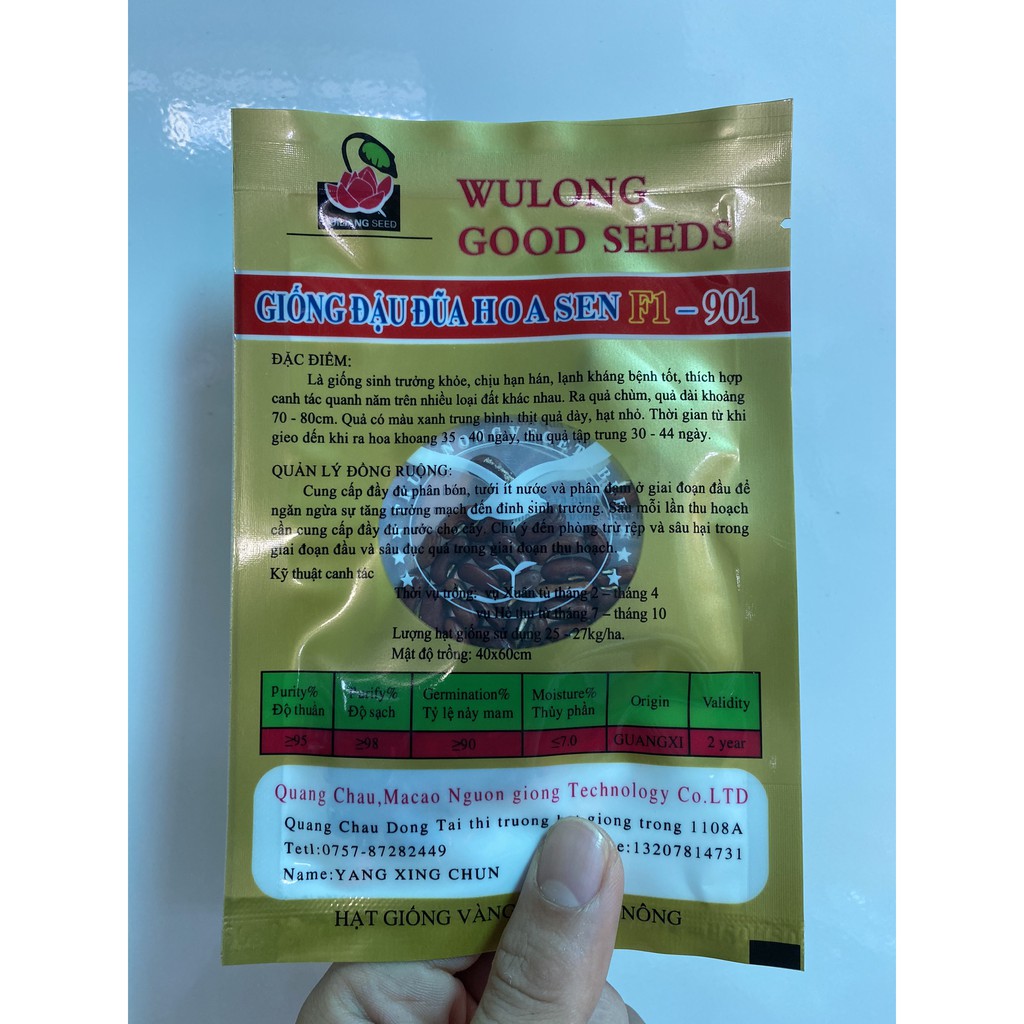 WULONG
GOOD SEEDS
SEED
GIỐNG ĐẬU ĐŨA HOA SEN F1 – 901
ĐẶC ĐIỂM:
Là giống sinh trưởng khỏe, chịu hạn hán, lạnh kháng bệnh tốt, thích hợp
canh tác quanh năm trên nhiều loại đất khác nhau. Ra quả chùm, quả dài khoảng
70 - 80cm. Quả có màu xanh trung bình. thịt quả dày, hạt nhỏ. Thời gian từ khi
gieo dến khi ra hoa khoang 35 - 40 ngày, thu quả tập trung 30 - 44 ngày.
QUẢN LÝ ĐỒNG RUỘNG:
Cung cấp đầy đủ phân bón, tưới ít nước và phân đạm ở giai đoạn đầu để
ngăn ngừa sự tăng trưởng mạch đến đỉnh sinh trưởng. Sau mỗi lần thu hoạch
cần cung cấp đầy đủ nước cho cây. Chú ý đến phòng trừ rệp và sâu hại trong
giai đoạn đầu và sâu dục quả trong giai đoạn thu hoạch.
Kỹ thuật canh tác
Thời vụ trồng: vụ Xuân từ tháng 2 – tháng 4
vụ Hè thu từ tháng 7 – tháng 10
Lượng hạt giống sử dụng 25 - 27kg/ha.
Mật độ trồng: 40x60cm
Purity% Purify% Germination% Moisture% Origin Validity
Độ thuần Độ sạch Tỷ lệ nảy mam Thủy phần
≥95 ≥98 ≥90 ≤7.0 GUANGXI 2 year
Quang Chau,Macao Nguon giong Technology Co.LTD
Quang Chau Dong Tai thi truong giong trong 1108A
Tetl:0757-87282449 e:13207814731
Name:YANG XING CHUN
HẠT GIỐNG VÀNG NÔNG